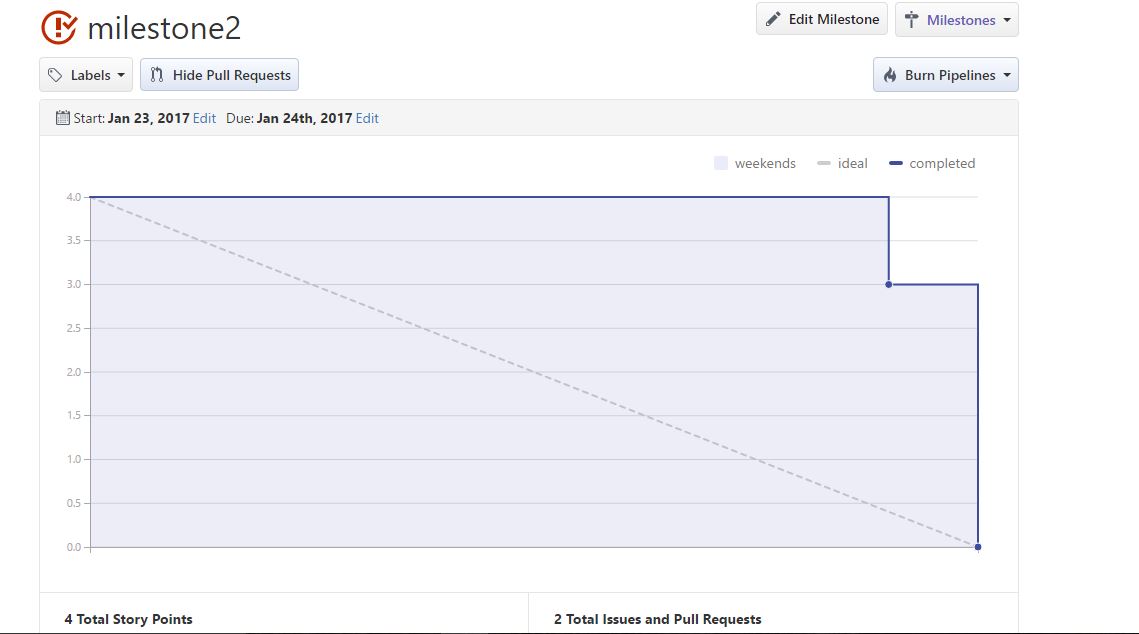 milestone2
Edit Milestone
Milestones
Labels
Hide Pull Requests
Burn Pipelines
Start: Jan 23, 2017 Edit Due: Jan 24th, 2017 Edit
weekends ideal completed
4.0
3.5
3.0
2.5
2.0
1.5
1.0
0.5
0.0
4 Total Story Points
2 Total Issues and Pull Requests